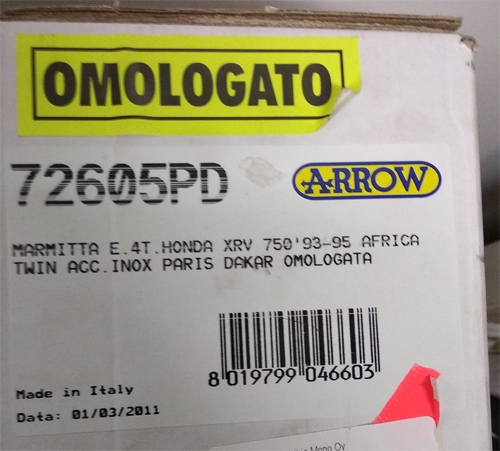 OMOLOGATO
72605PD
ARROW
MARMITTA E.4T.HONDA XRV 750'93-95 AFRICA
TWIN ACC.INOX PARIS DAKAR OMOLOGATA
8 019799 046603
Made in Italy
Data: 01/03/2011
Oy